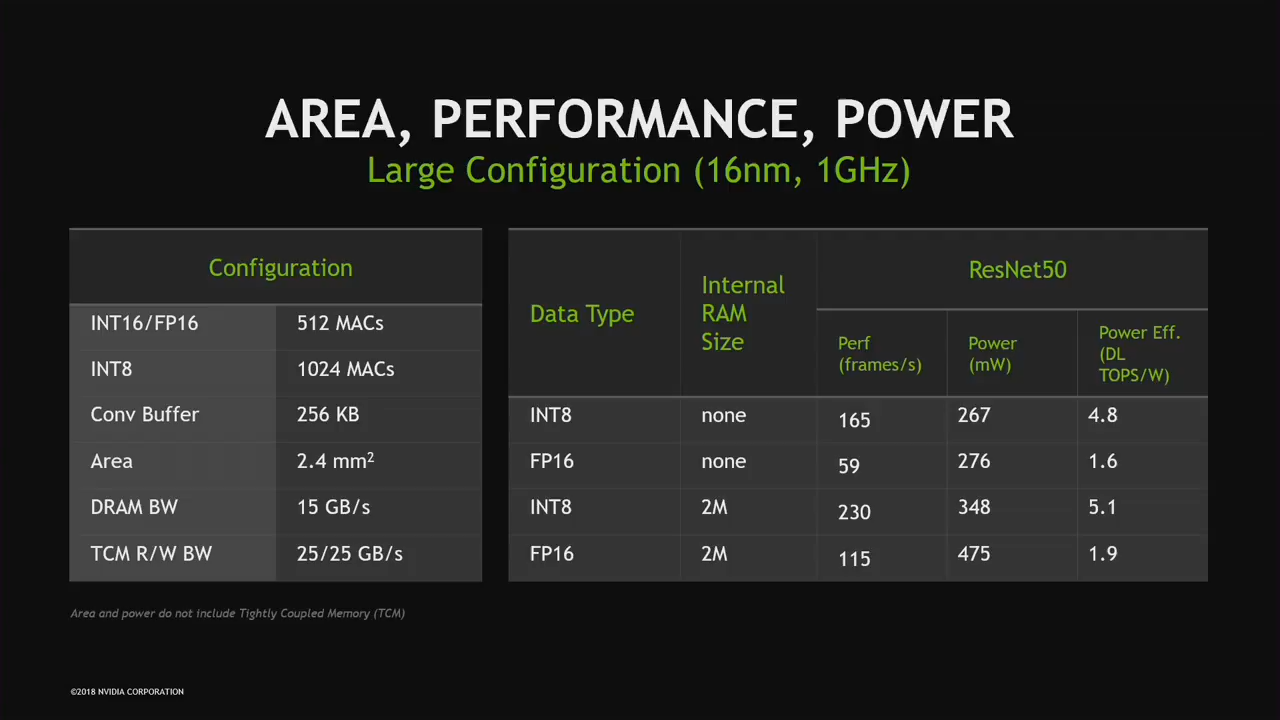 AREA, PERFORMANCE, POWER
Large Configuration (16nm, 1GHz)
Configuration
INT16/FP16 512 MACs
INT8 1024 MACs
Conv Buffer 256 KB
Area 2.4 mm²
DRAM BW 15 GB/s
TCM R/W BW 25/25 GB/s
Data Type
Internal
RAM
Size
ResNet50
Perf
(frames/s)
Power
(mW)
Power Eff.
(DL
TOPS/W)
INT8 none 165 267 4.8
FP16 none 59 276 1.6
INT8 2M 230 348 5.1
FP16 2M 115 475 1.9
Area and power do not include Tightly Coupled Memory (TCM)
©2018 NVIDIA CORPORATION